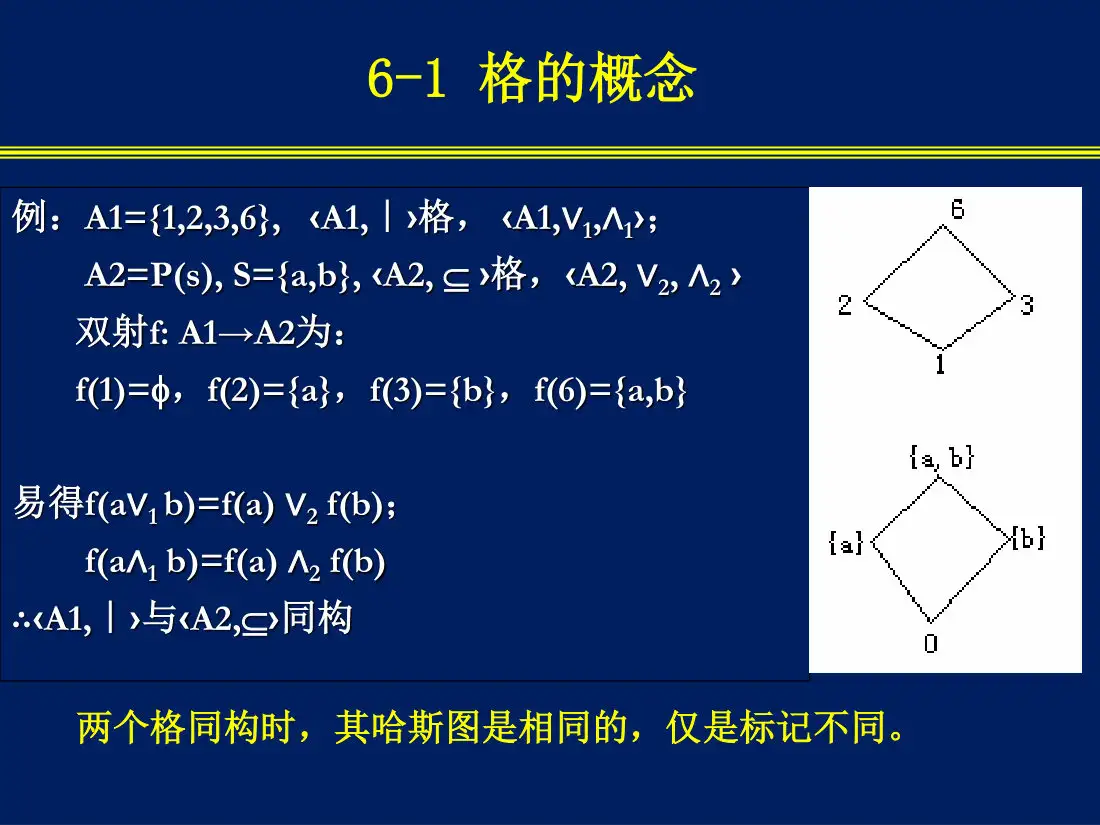 6-1 格的概念
例：A1={1,2,3,6}, ‹A1,∣›格， ‹A1,∨1,∧1›；
A2=P(s), S={a,b}, ‹A2, ⊆ ›格，‹A2, ∨2, ∧2 ›
双射f: A1→A2为：
f(1)=ϕ，f(2)={a}，f(3)={b}，f(6)={a,b}
易得f(a∨1 b)=f(a) ∨2 f(b)；
f(a∧1 b)=f(a) ∧2 f(b)
∴‹A1,∣›与‹A2,⊆›同构
6
2
3
1
{a,b}
{a}
{b}
0
两个格同构时，其哈斯图是相同的，仅是标记不同。